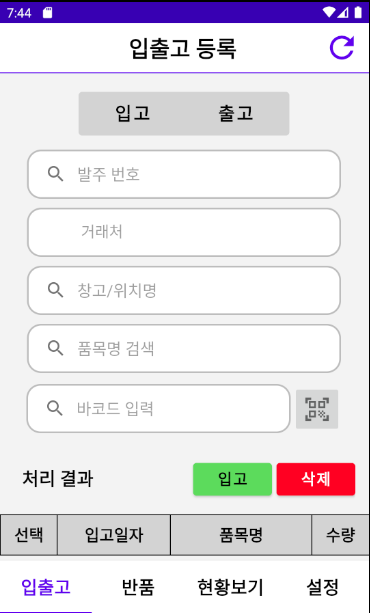 7:44
입출고 등록
입고 출고
발주 번호
거래처
창고/위치명
품목명 검색
바코드 입력
처리 결과 입고 삭제
선택 입고일자 품목명 수량
입출고 반품 현황보기 설정